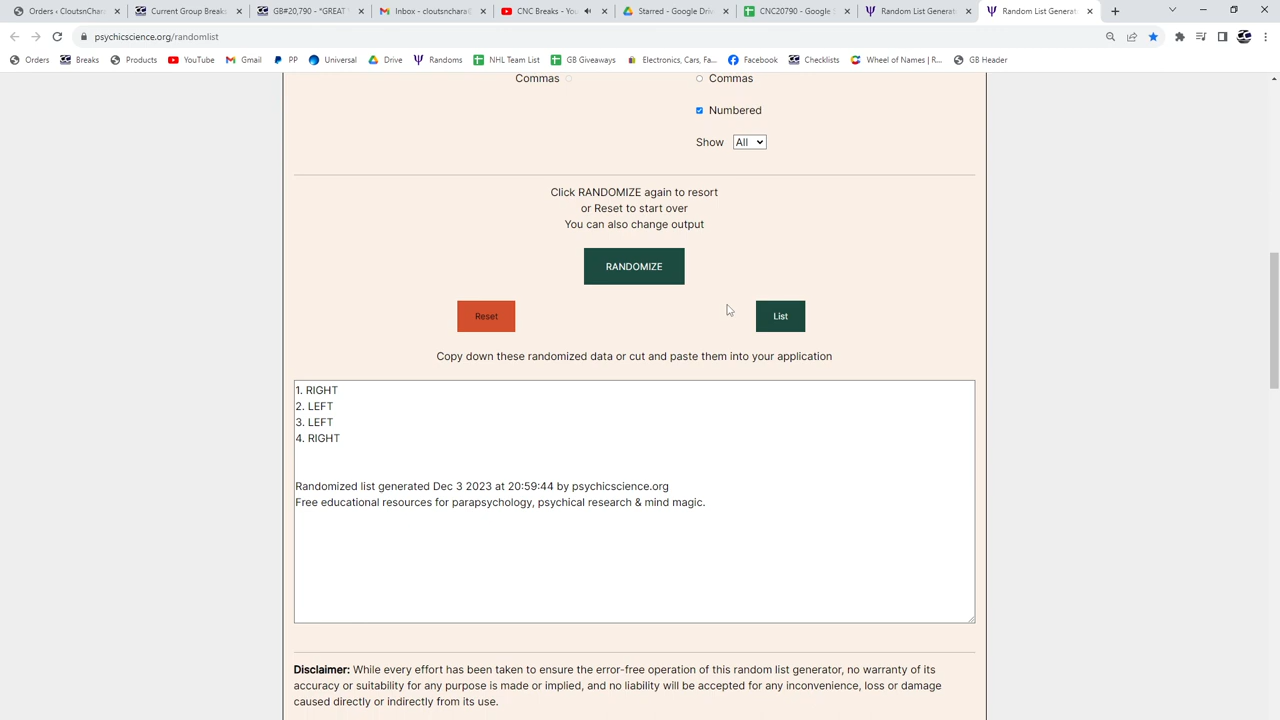 Orders ‹ CloutsnChara
Current Group Breaks
GB#20,790 - *GREAT
Inbox - cloutsnchara@
CNC Breaks - You
Starred - Google Driv
CNC20790 - Google S
Random List Generat
Random List Generat
psychicscience.org/randomlist
Orders
Breaks
Products
YouTube
Gmail
PP
Universal
Drive
Randoms
NHL Team List
GB Giveaways
Electronics, Cars, Fa...
Facebook
Checklists
Wheel of Names | R...
GB Header
Commas
Commas
Numbered
Show All
Click RANDOMIZE again to resort
or Reset to start over
You can also change output
RANDOMIZE
Reset
List
Copy down these randomized data or cut and paste them into your application
1. RIGHT
2. LEFT
3. LEFT
4. RIGHT
Randomized list generated Dec 3 2023 at 20:59:44 by psychicscience.org
Free educational resources for parapsychology, psychical research & mind magic.
Disclaimer: While every effort has been taken to ensure the error-free operation of this random list generator, no warranty of its
accuracy or suitability for any purpose is made or implied, and no liability will be accepted for any inconvenience, loss or damage
caused directly or indirectly from its use.